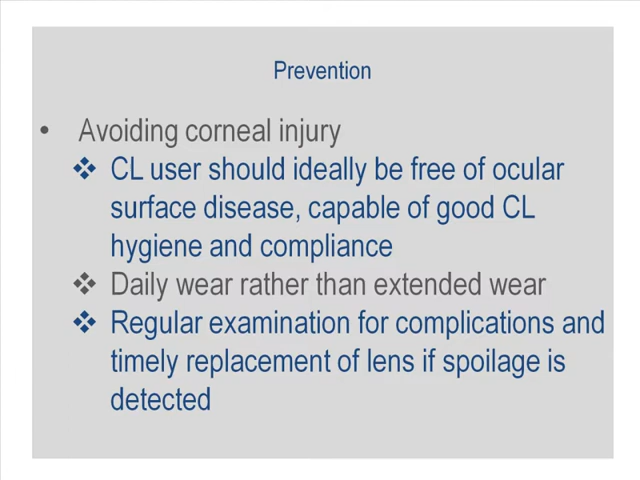 Prevention
• Avoiding corneal injury
❖ CL user should ideally be free of ocular
surface disease, capable of good CL
hygiene and compliance
❖ Daily wear rather than extended wear
❖ Regular examination for complications and
timely replacement of lens if spoilage is
detected